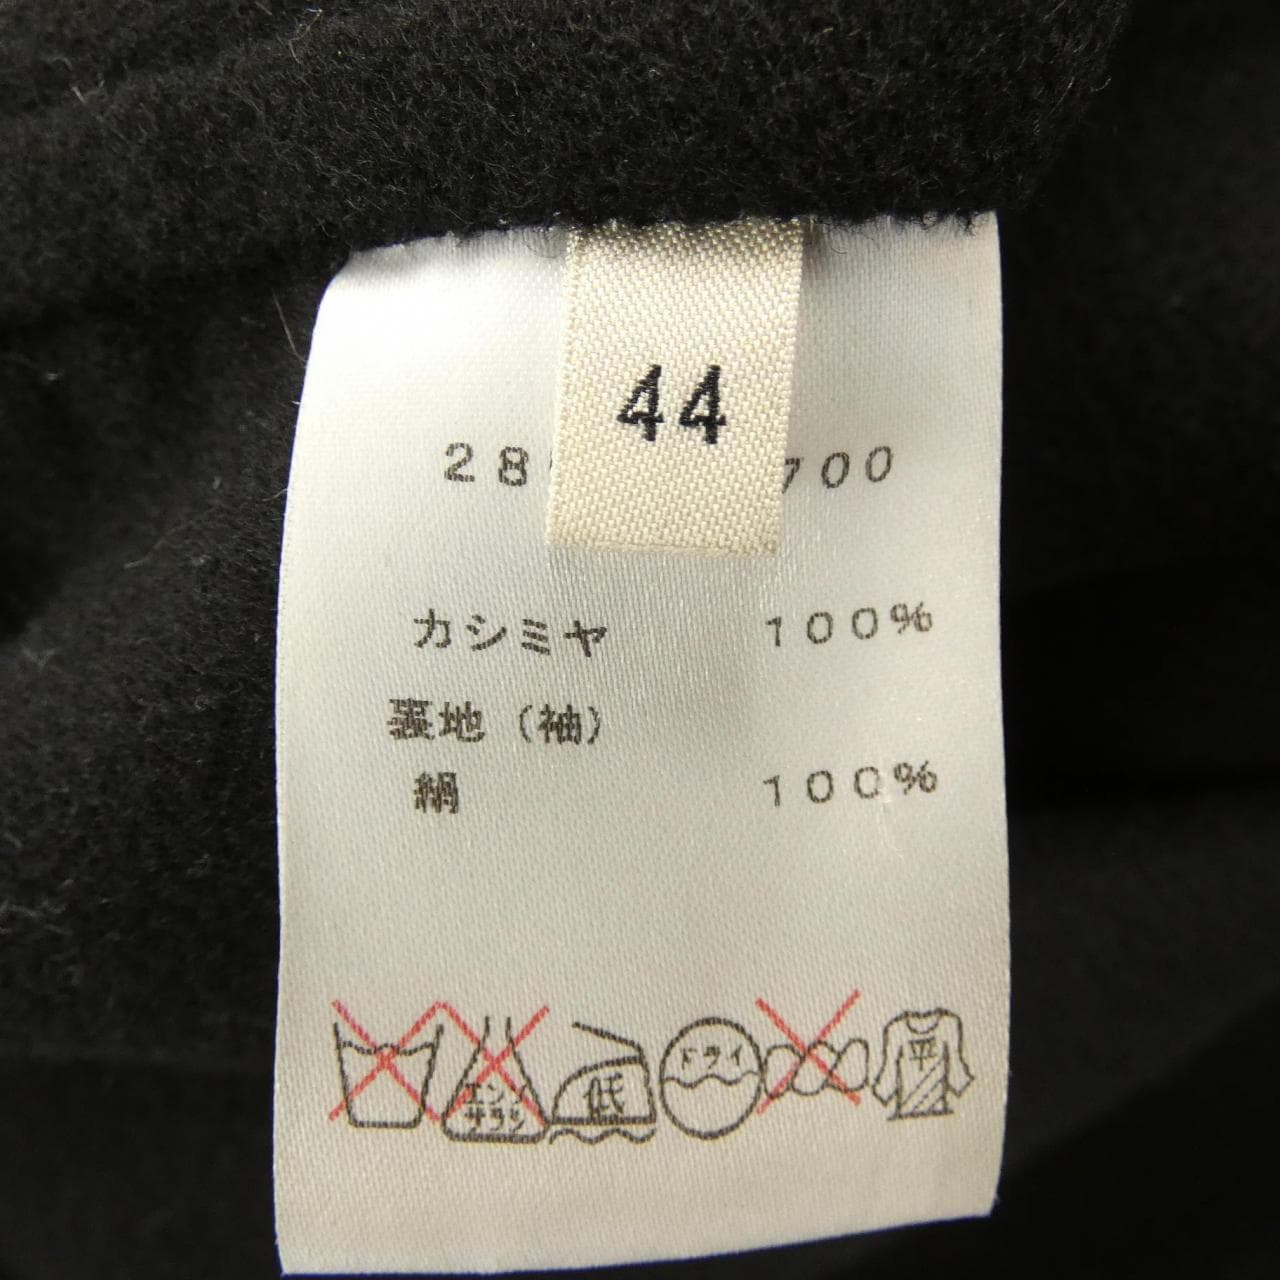 44
28 700
カシミヤ 100%
裏地(袖)
絹 100%
エンソ
サラシ
低
ドライ
平